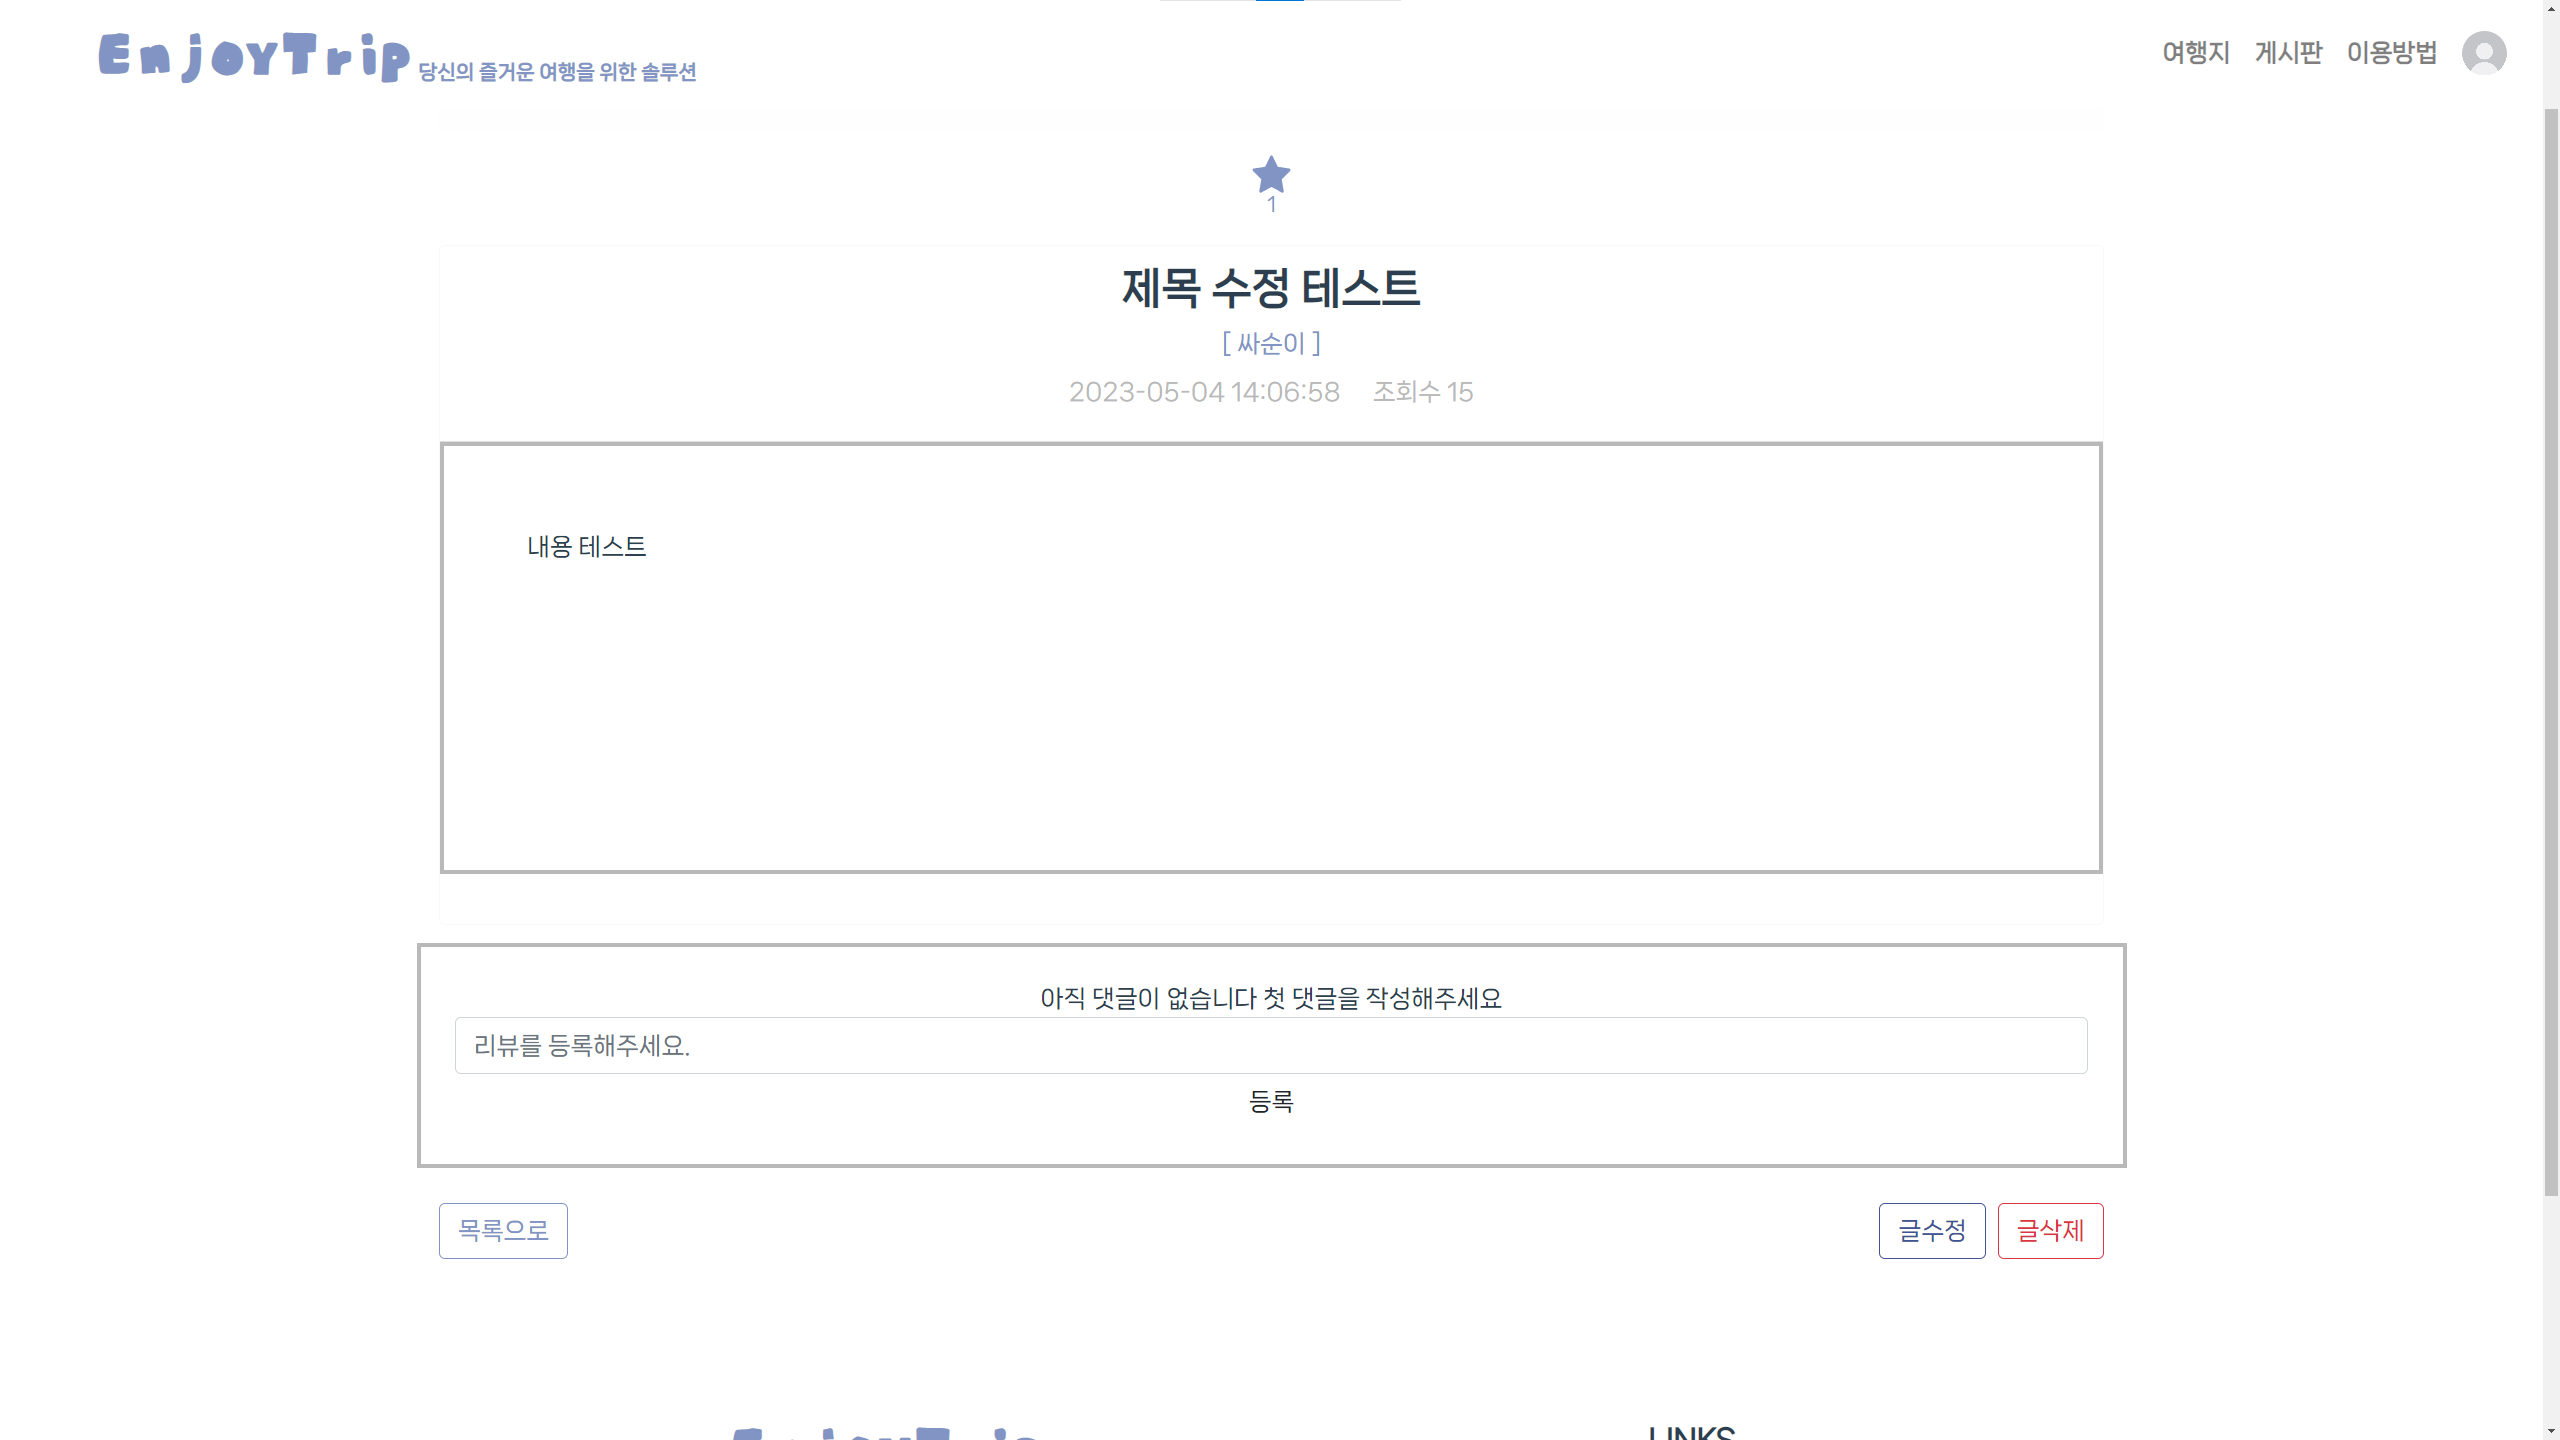 EnjoyTrip 당신의 즐거운 여행을 위한 솔루션
여행지 게시판 이용방법
1
제목 수정 테스트
[ 싸순이 ]
2023-05-04 14:06:58 조회수 15
내용 테스트
아직 댓글이 없습니다 첫 댓글을 작성해주세요
리뷰를 등록해주세요.
등록
목록으로
글수정 글삭제
EnjoyTrip
LINKS